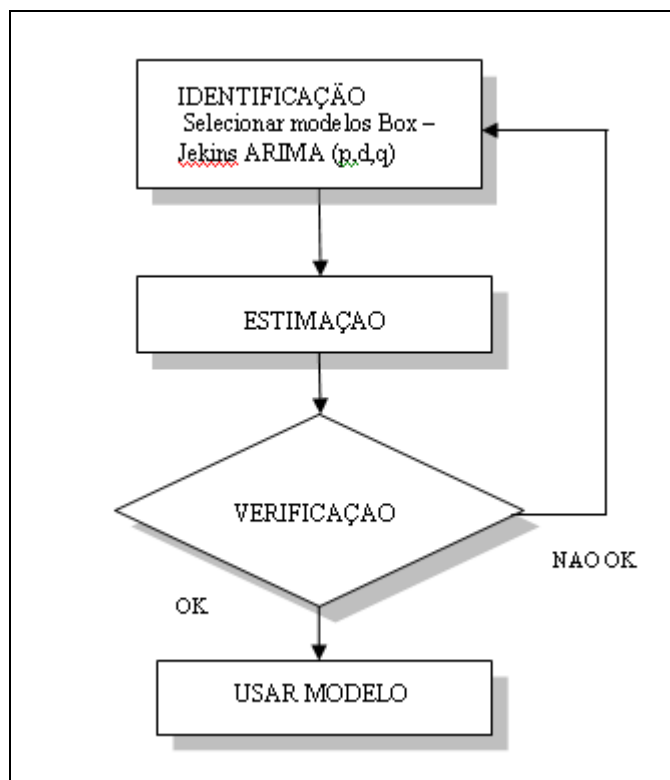 IDENTIFICAÇÃO
Selecionar modelos Box –
Jekins ARIMA (p,d,q)
ESTIMAÇAO
VERIFICAÇAO
NAO OK
OK
USAR MODELO